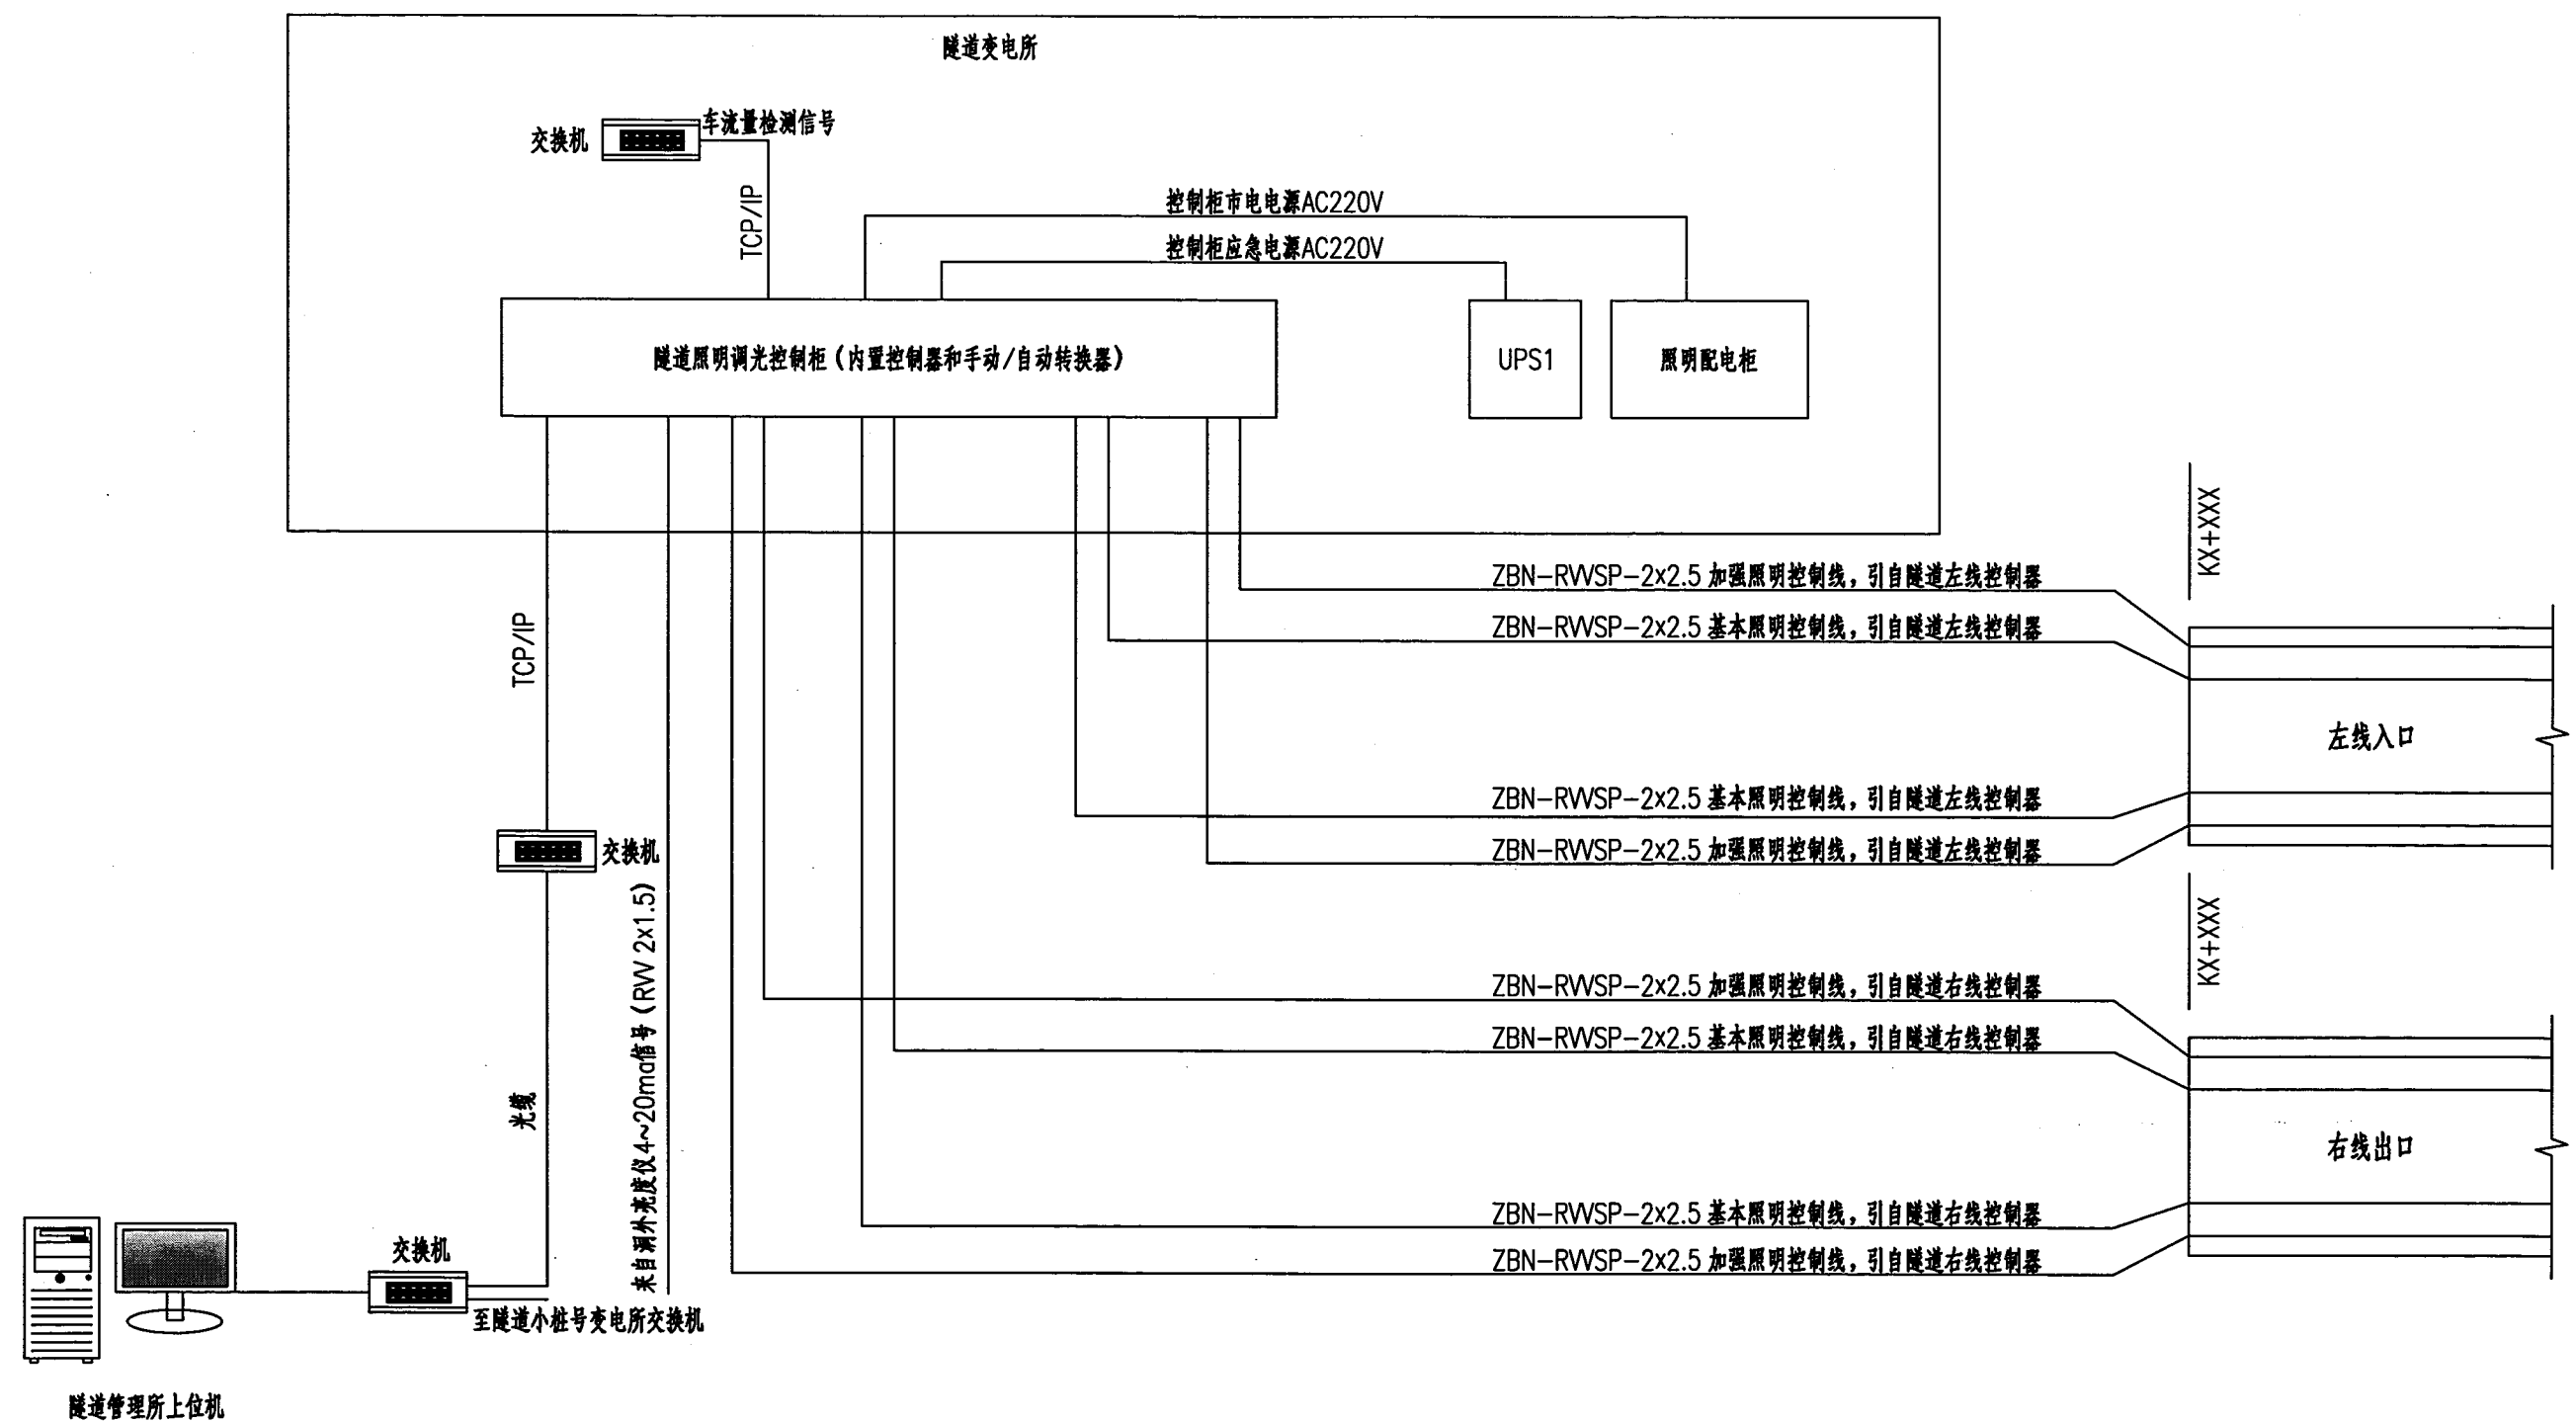 隧道变电所
车流量检测信号
交换机
TCP/IP
控制柜市电电源AC220V
控制柜应急电源AC220V
隧道照明调光控制柜（内置控制器和手动/自动转换器）
UPS1
照明配电柜
KX+XXX
ZBN-RVVSP-2x2.5 加强照明控制线，引自隧道左线控制器
ZBN-RVVSP-2x2.5 基本照明控制线，引自隧道左线控制器
TCP/IP
左线入口
ZBN-RVVSP-2x2.5 基本照明控制线，引自隧道左线控制器
ZBN-RVVSP-2x2.5 加强照明控制线，引自隧道左线控制器
交换机
来自洞外亮度仪4~20ma信号（RVV 2x1.5）
KX+XXX
ZBN-RVVSP-2x2.5 加强照明控制线，引自隧道右线控制器
ZBN-RVVSP-2x2.5 基本照明控制线，引自隧道右线控制器
光缆
右线出口
ZBN-RVVSP-2x2.5 基本照明控制线，引自隧道右线控制器
ZBN-RVVSP-2x2.5 加强照明控制线，引自隧道右线控制器
交换机
至隧道小桩号变电所交换机
隧道管理所上位机